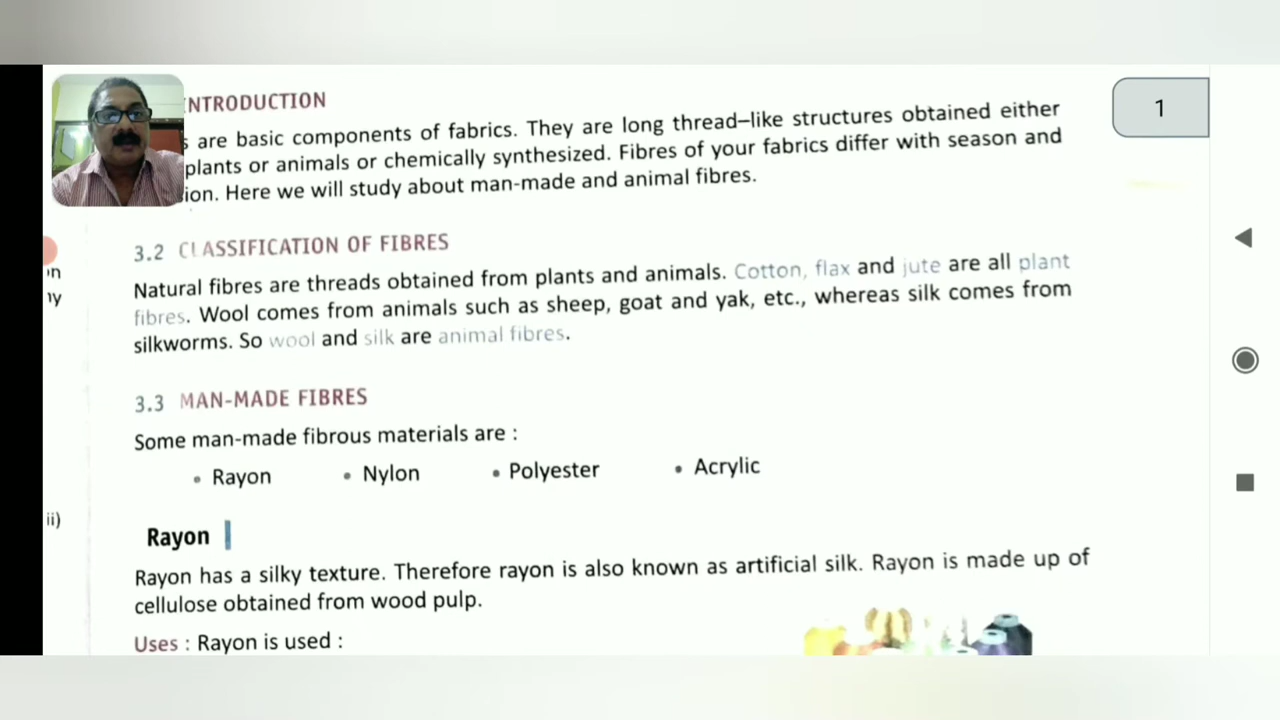 INTRODUCTION
s are basic components of fabrics. They are long thread–like structures obtained either
plants or animals or chemically synthesized. Fibres of your fabrics differ with season and
ion. Here we will study about man-made and animal fibres.
1
3.2 CLASSIFICATION OF FIBRES
Natural fibres are threads obtained from plants and animals. Cotton, flax and jute are all plant
fibres. Wool comes from animals such as sheep, goat and yak, etc., whereas silk comes from
silkworms. So wool and silk are animal fibres.
in
ny
3.3 MAN-MADE FIBRES
Some man-made fibrous materials are :
• Rayon • Nylon • Polyester • Acrylic
ii)
Rayon
Rayon has a silky texture. Therefore rayon is also known as artificial silk. Rayon is made up of
cellulose obtained from wood pulp.
Uses : Rayon is used :